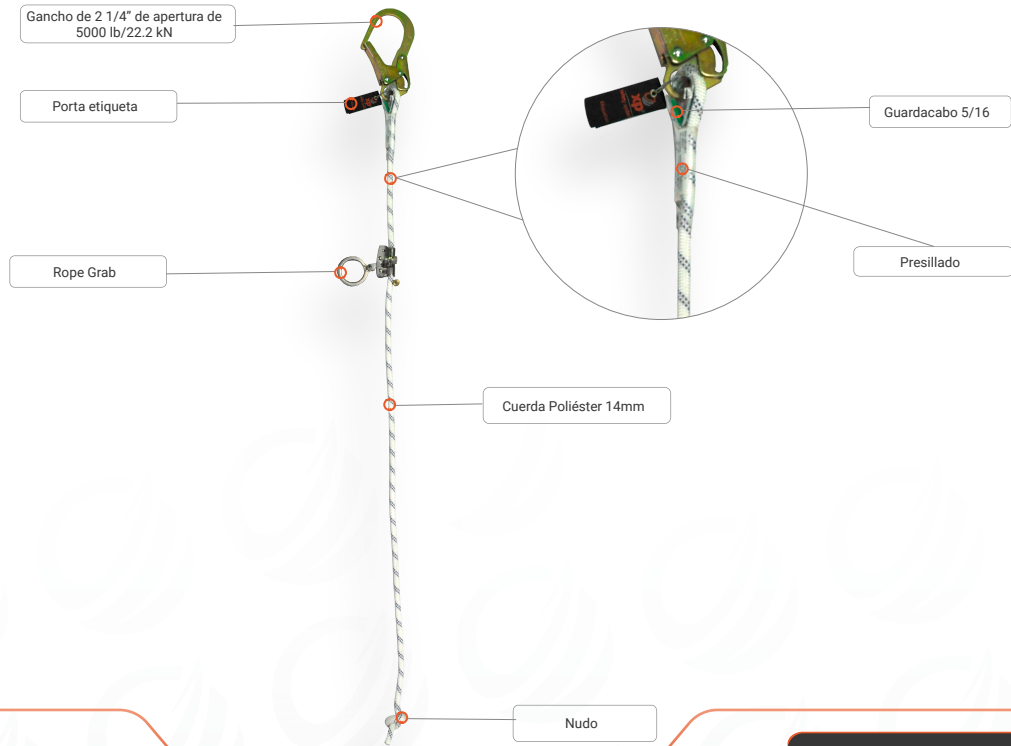 Gancho de 2 1/4” de apertura de
5000 lb/22.2 kN
Porta etiqueta
XP
Guardacabo 5/16
Rope Grab
Presillado
Cuerda Poliéster 14mm
Nudo